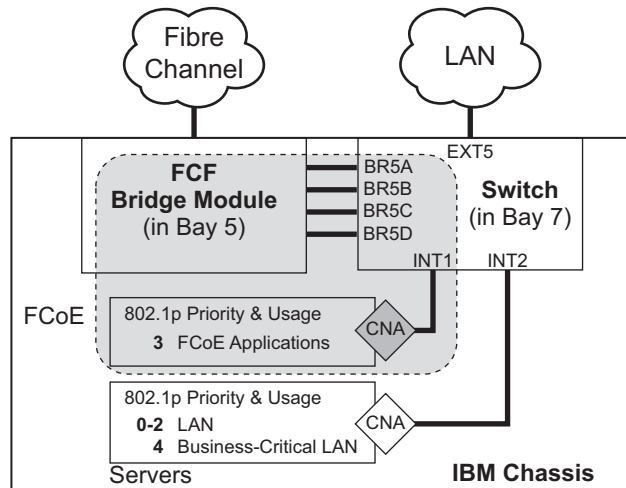 Fibre
Channel
LAN
EXT5
FCF
Bridge Module
(in Bay 5)
BR5A
BR5B
BR5C
BR5D
Switch
(in Bay 7)
INT1
INT2
FCoE
802.1p Priority & Usage
3 FCoE Applications
CNA
802.1p Priority & Usage
0-2 LAN
4 Business-Critical LAN
CNA
Servers
IBM Chassis